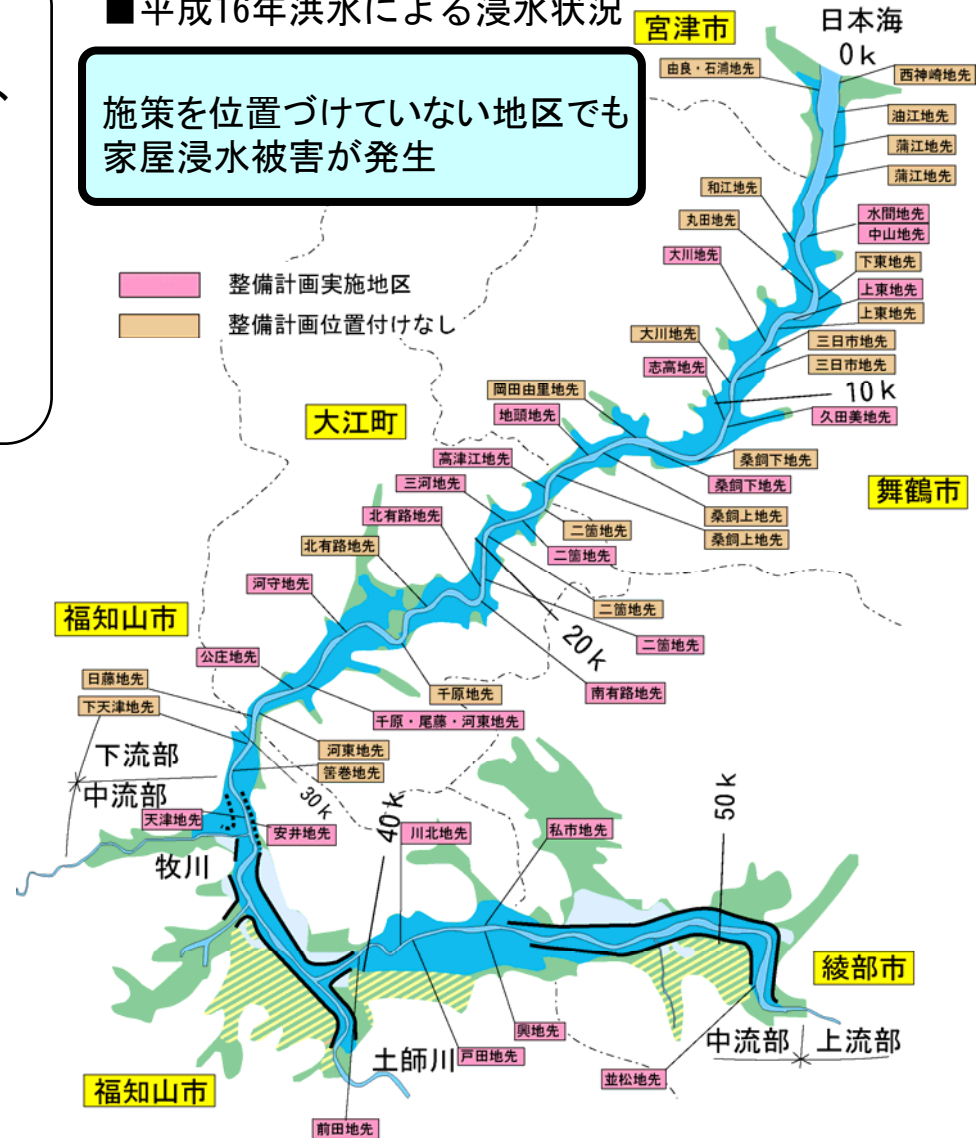 ■平成16年洪水による浸水状況
、
施策を位置づけていない地区でも
家屋浸水被害が発生
整備計画実施地区
整備計画位置付けなし
日本海
0k
宮津市
由良・石浦地先
西神崎地先
油江地先
蒲江地先
蒲江地先
和江地先
水間地先
中山地先
丸田地先
大川地先
下東地先
上東地先
上東地先
大川地先
三日市地先
三日市地先
志高地先
10k
岡田由里地先
久田美地先
地頭地先
大江町
高津江地先
桑飼下地先
桑飼下地先
舞鶴市
三河地先
桑飼上地先
桑飼上地先
北有路地先
二箇地先
二箇地先
北有路地先
河守地先
二箇地先
20k
二箇地先
福知山市
公庄地先
南有路地先
日藤地先
千原地先
下天津地先
千原・尾藤・河東地先
河東地先
筈巻地先
下流部
中流部
30k
天津地先
安井地先
40k
川北地先
私市地先
50k
牧川
綾部市
興地先
戸田地先
土師川
中流部
上流部
並松地先
福知山市
前田地先